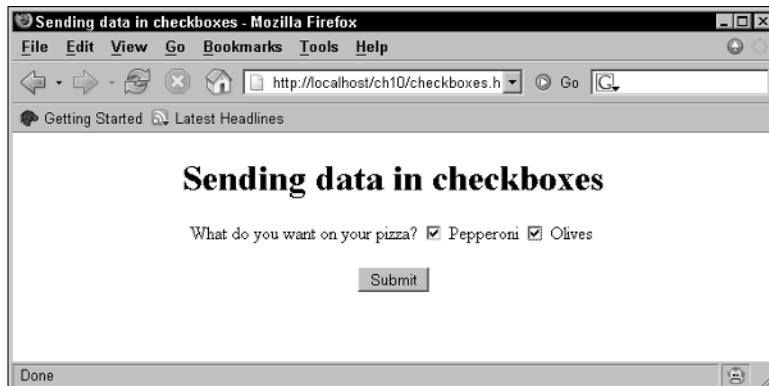 Sending data in checkboxes - Mozilla Firefox
File Edit View Go Bookmarks Tools Help
http://localhost/ch10/checkboxes.h Go G
Getting Started Latest Headlines
Sending data in checkboxes
What do you want on your pizza? Pepperoni Olives
Submit
Done